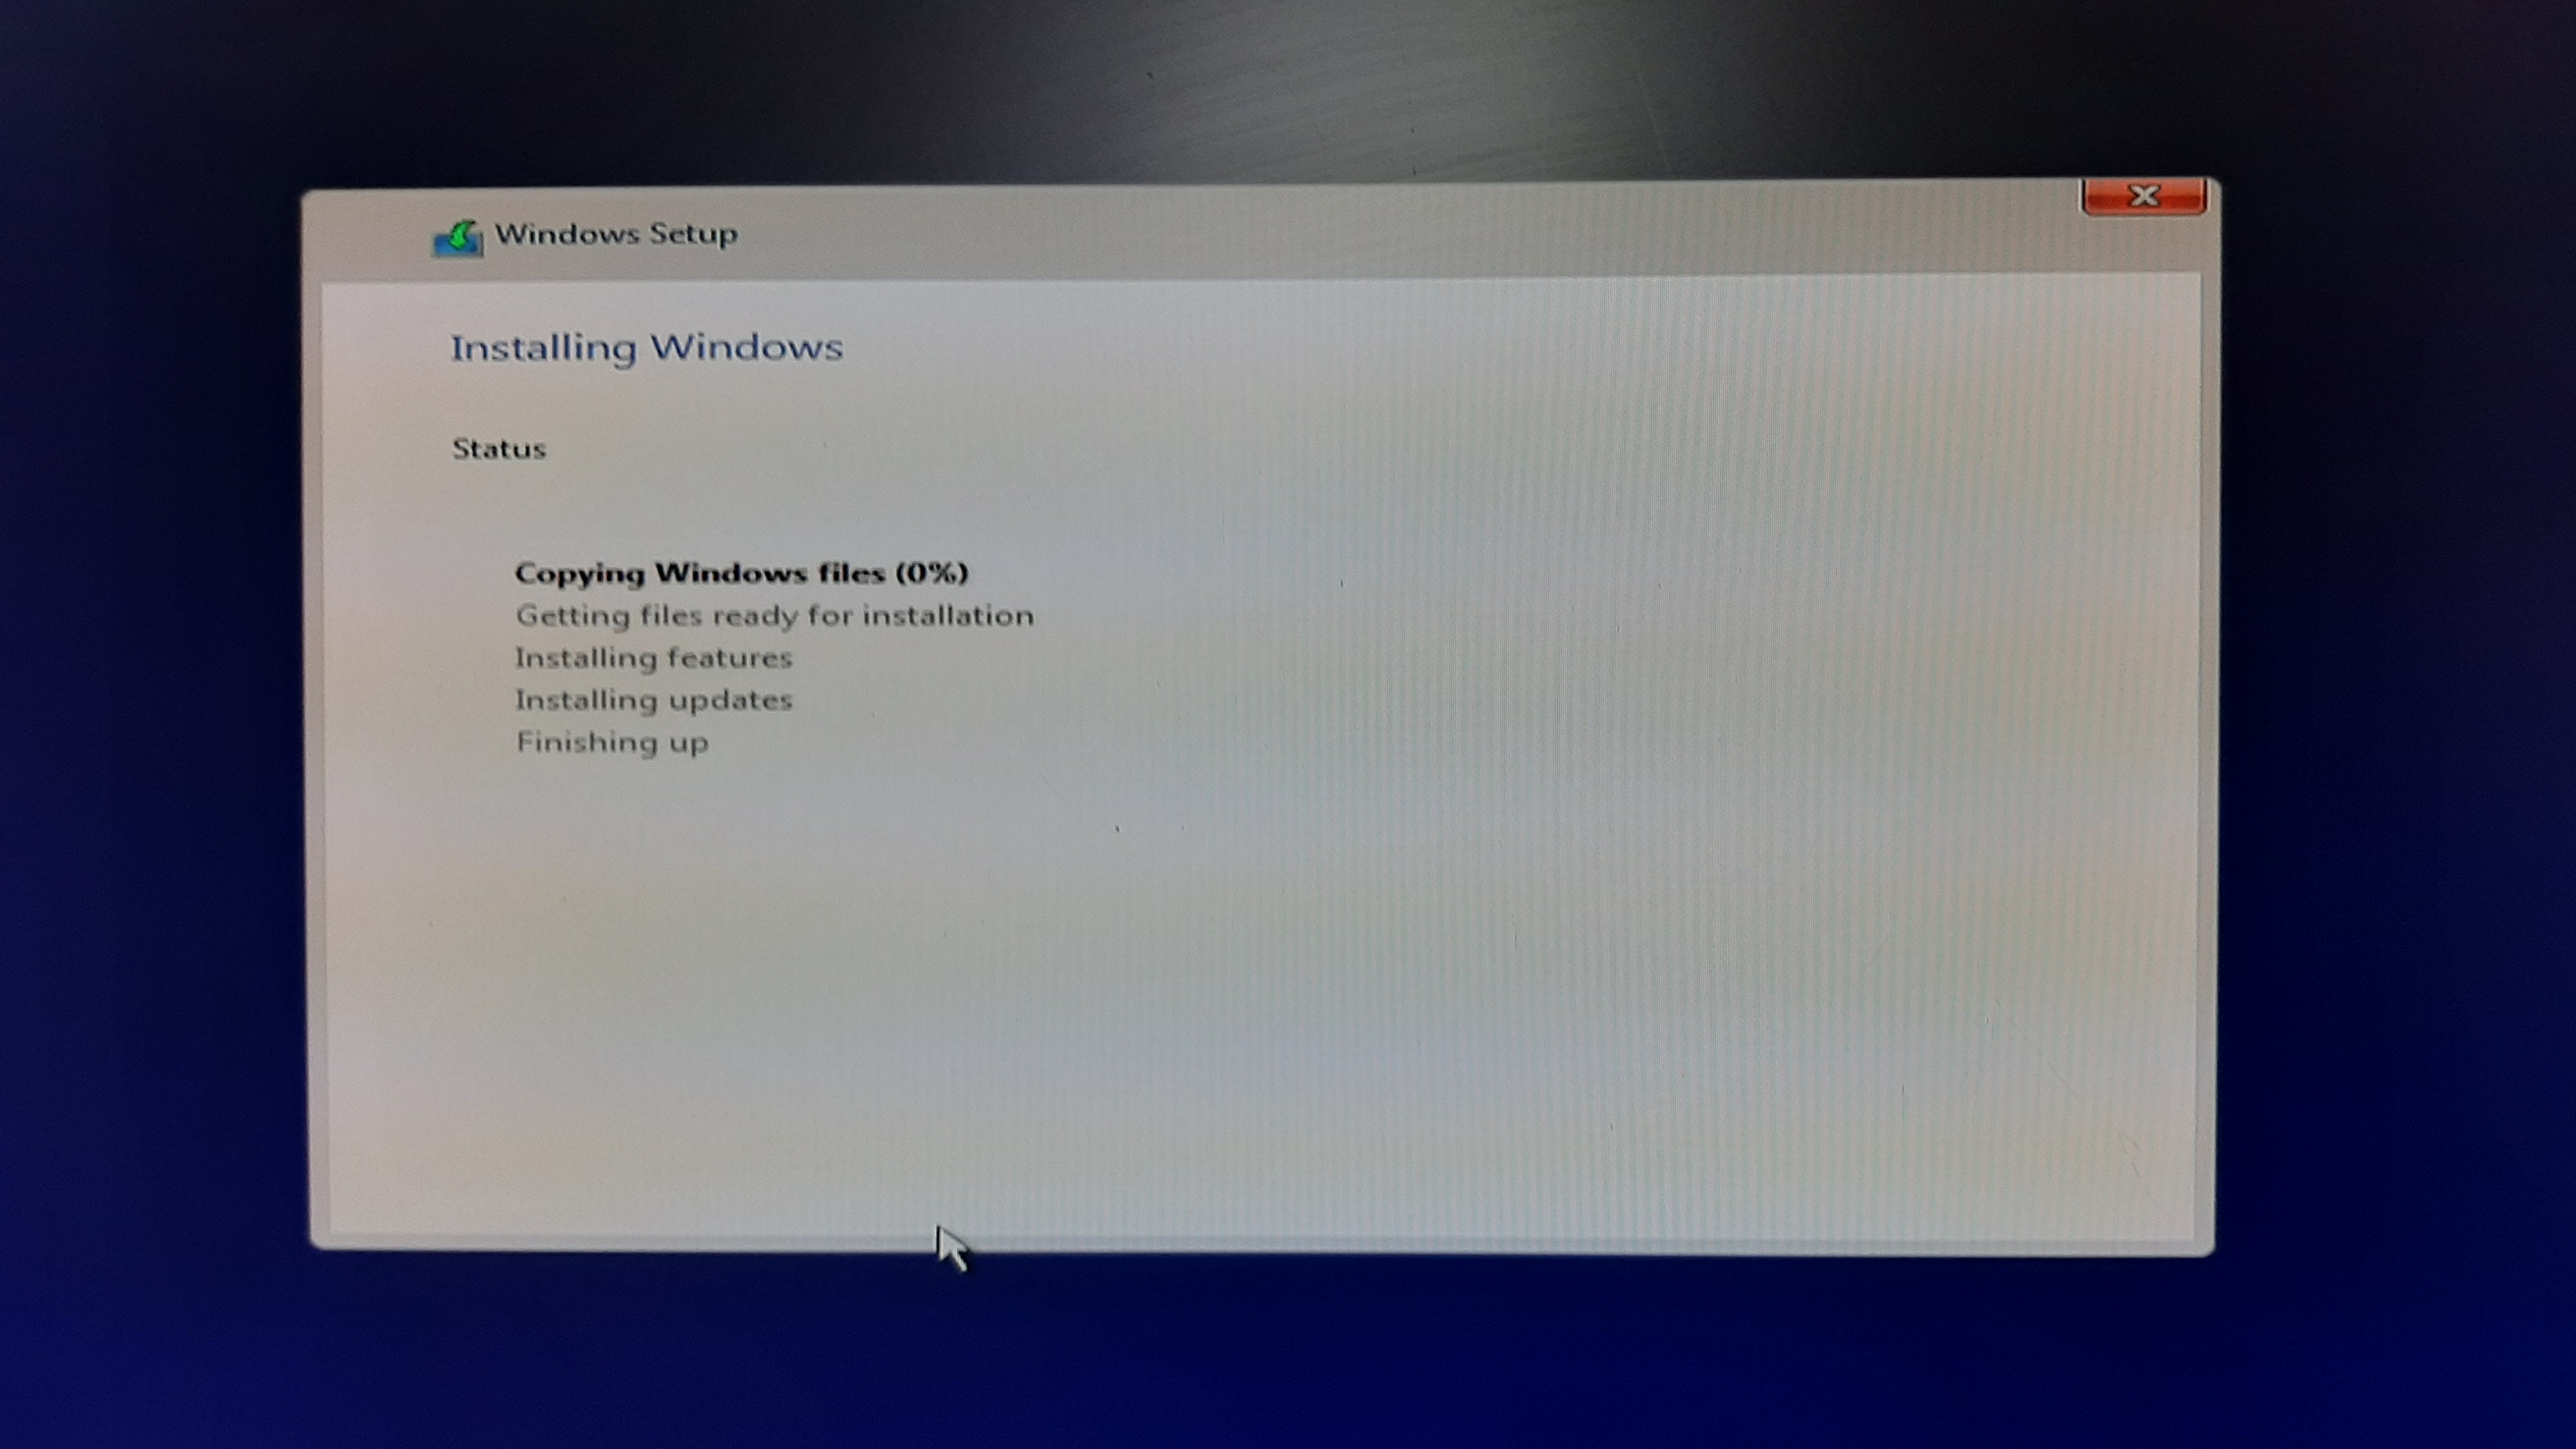 Windows Setup
Installing Windows
Status
Copying Windows files (0%)
Getting files ready for installation
Installing features
Installing updates
Finishing up